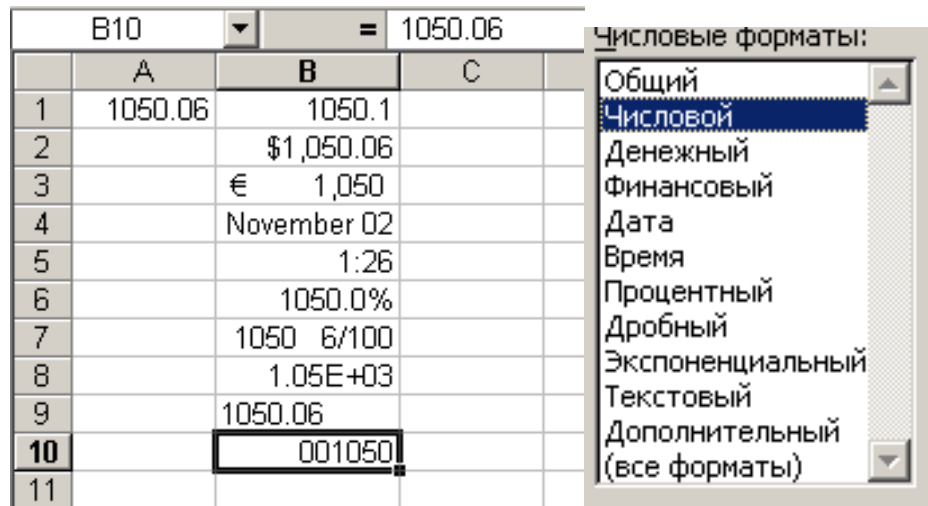 B10 = 1050.06
A B C
1 1050.06 1050.1
2 $1,050.06
3 € 1,050
4 November 02
5 1:26
6 1050.0%
7 1050 6/100
8 1.05E+03
9 1050.06
10 001050
11
Числовые форматы:
Общий
Числовой
Денежный
Финансовый
Дата
Время
Процентный
Дробный
Экспоненциальный
Текстовый
Дополнительный
(все форматы)